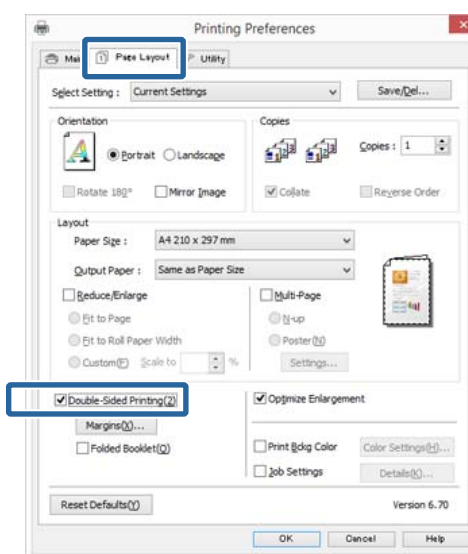 Printing Preferences
Main Page Layout Utility
Select Setting : Current Settings Save/Del...
Orientation Copies
Portrait Landscape Copies : 1
Rotate 180° Mirror Image Collate Reverse Order
Layout
Paper Size : A4 210 x 297 mm
Output Paper : Same as Paper Size
Reduce/Enlarge Multi-Page
Fit to Page N-up
Fit to Roll Paper Width Poster(N)
Custom(F) Scale to % Settings...
Double-Sided Printing(2) Optimize Enlargement
Margins(X)...
Folded Booklet(Q) Print Bckg Color Color Settings(H)...
Job Settings Details(K)...
Reset Defaults(Y) Version 6.70
OK Cancel Help